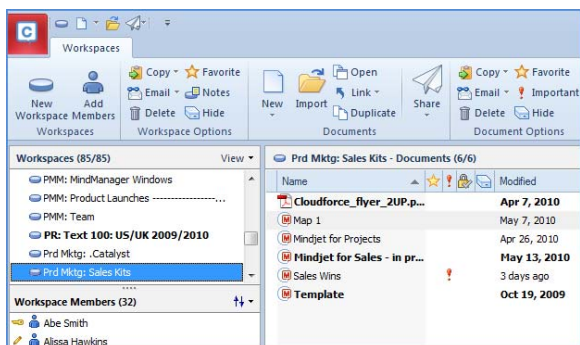 C
Workspaces
New Workspace
Add Members
Workspaces
Copy
Favorite
Email
Notes
Delete
Hide
Workspace Options
New
Import
Open
Link
Duplicate
Documents
Share
Copy
Favorite
Email
Important
Delete
Hide
Document Options
Workspaces (85/85) View
PMM: MindManager Windows
PMM: Product Launches -----------------...
PMM: Team
PR: Text 100: US/UK 2009/2010
Prd Mktg: .Catalyst
Prd Mktg: Sales Kits
Workspace Members (32)
Abe Smith
Alissa Hawkins
Prd Mktg: Sales Kits - Documents (6/6)
Name Modified
Cloudforce_flyer_2UP.p... Apr 7, 2010
Map 1 May 7, 2010
Mindjet for Projects Apr 26, 2010
Mindjet for Sales - in pr... May 13, 2010
Sales Wins 3 days ago
Template Oct 19, 2009